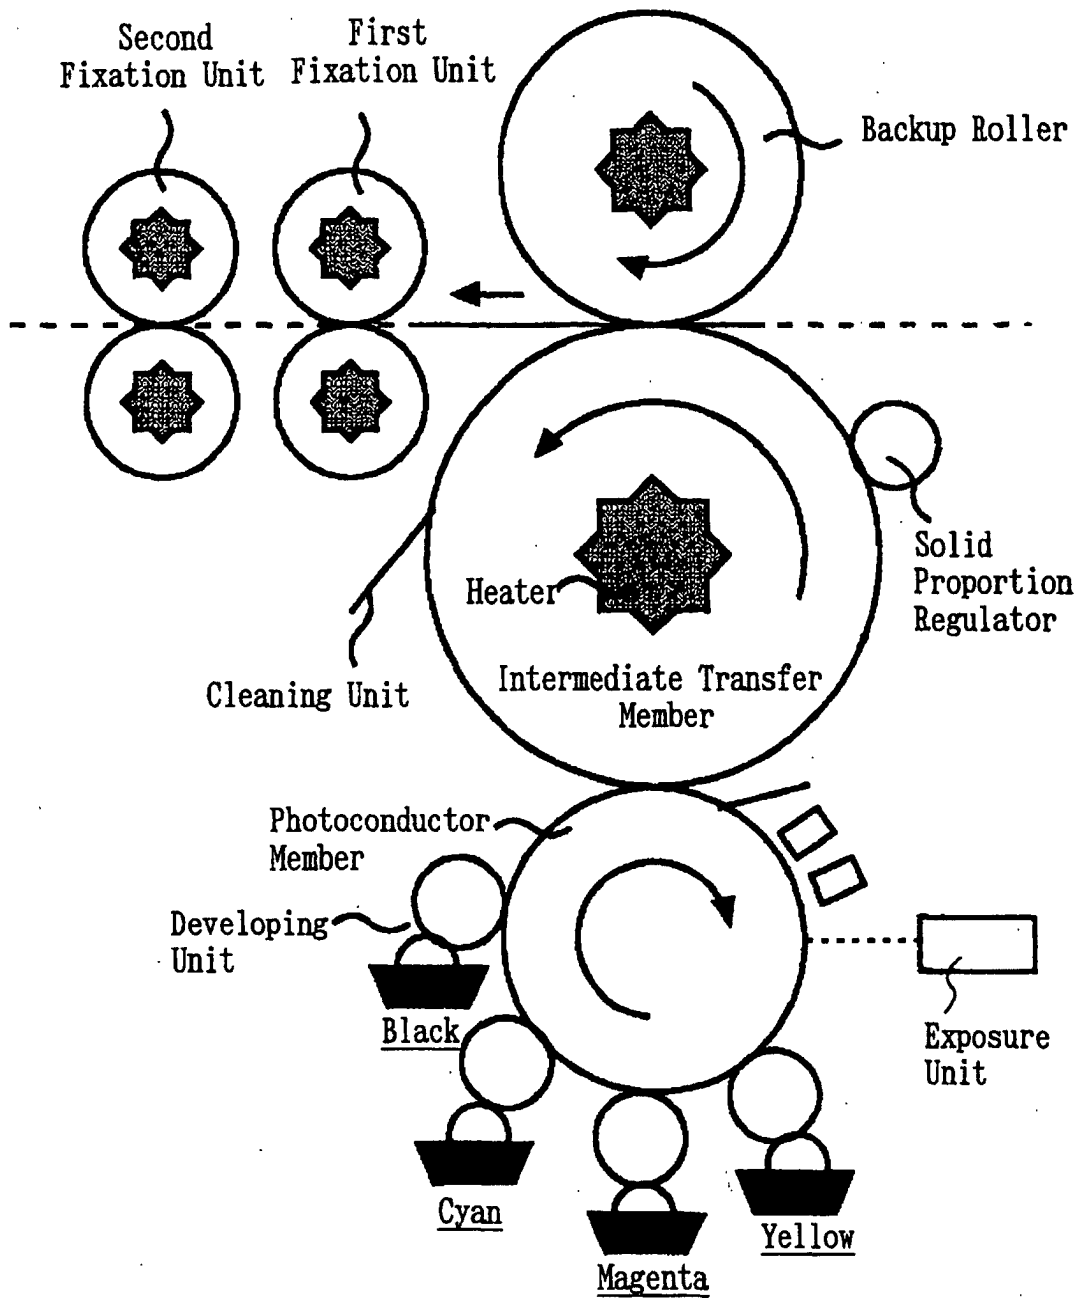 Second
Fixation Unit
First
Fixation Unit
Backup Roller
Solid
Proportion
Regulator
Heater
Cleaning Unit
Intermediate Transfer
Member
Photoconductor
Member
Developing
Unit
Black
Exposure
Unit
Cyan
Yellow
Magenta